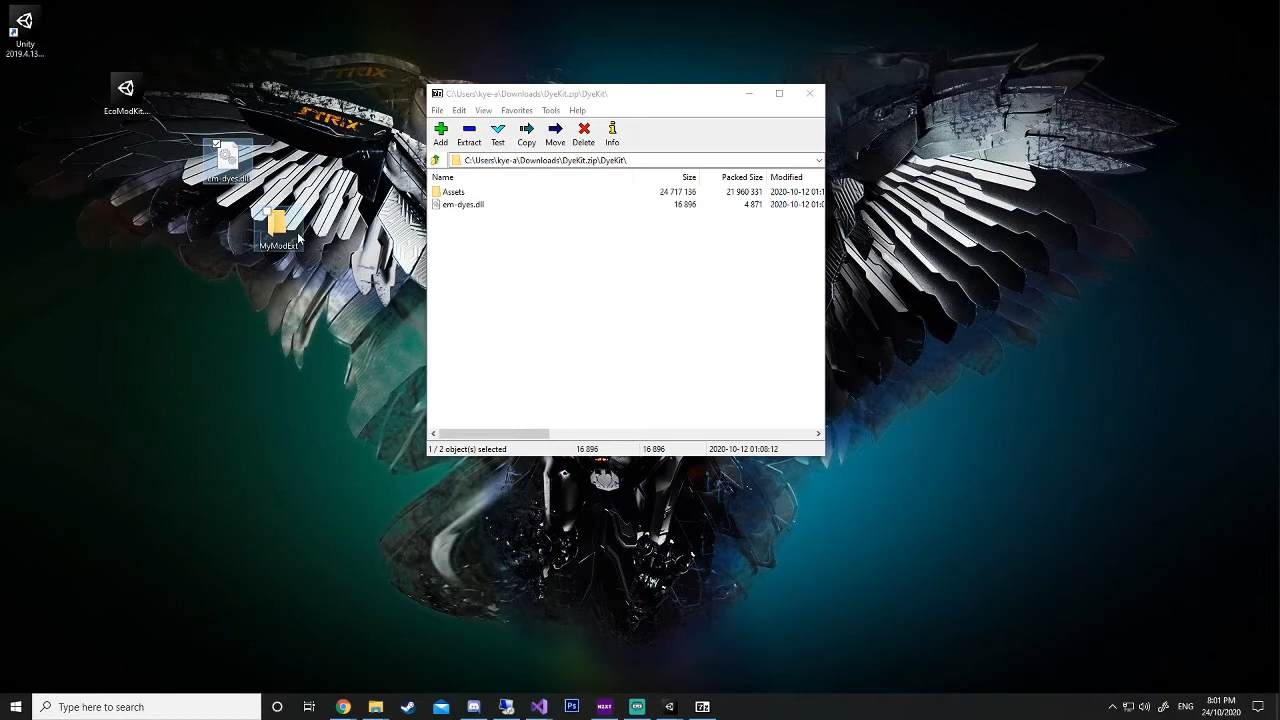 Unity
2019.4.13...
EcoModKit...
em-dyes.dll
MyModExt
STRIX
C:\Users\kye-a\Downloads\DyeKit.zip\DyeKit\
File Edit View Favorites Tools Help
Add Extract Test Copy Move Delete Info
C:\Users\kye-a\Downloads\DyeKit.zip\DyeKit\
Name Size Packed Size Modified
Assets 24 717 136 21 960 331 2020-10-12 01:1
em-dyes.dll 16 896 4 871 2020-10-12 01:0
1 / 2 object(s) selected 16 896 16 896 2020-10-12 01:08:12
Type here to search
ENG
8:01 PM
24/10/2020